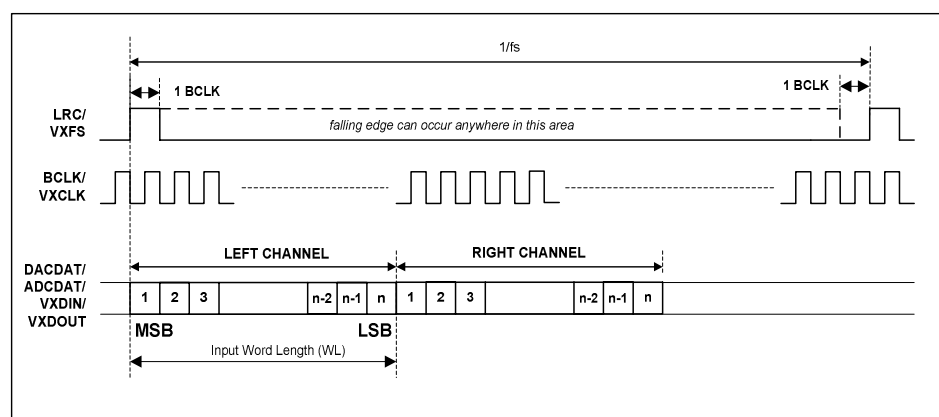 1/fs
1 BCLK
1 BCLK
LRC/
VXFS
falling edge can occur anywhere in this area
BCLK/
VXCLK
LEFT CHANNEL
RIGHT CHANNEL
DACDAT/
ADCDAT/
VXDIN/
VXDOUT
1 2 3 n-2 n-1 n 1 2 3 n-2 n-1 n
MSB LSB
Input Word Length (WL)